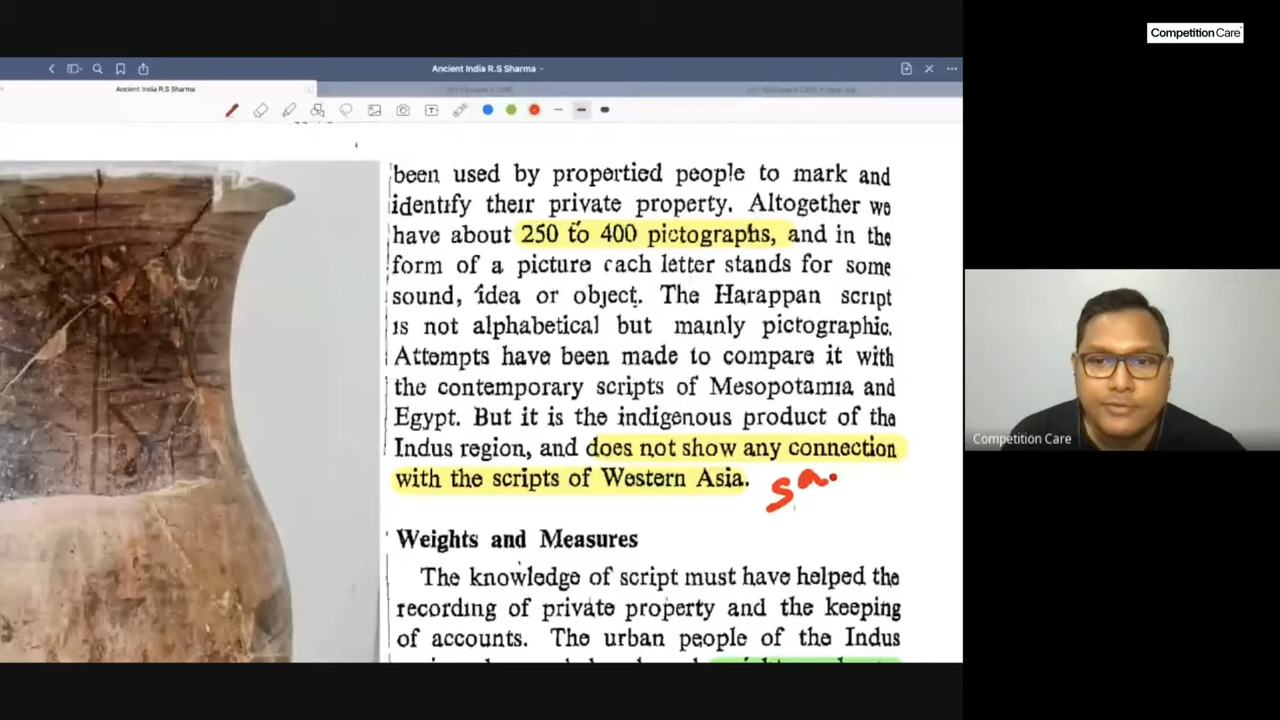 CompetitionCare
Ancient India R.S Sharma
Ancient India R.S Sharma
been used by propertied people to mark and
identify their private property. Altogether we
have about 250 to 400 pictographs, and in the
form of a picture each letter stands for some
sound, idea or object. The Harappan script
is not alphabetical but mainly pictographic.
Attempts have been made to compare it with
the contemporary scripts of Mesopotamia and
Egypt. But it is the indigenous product of the
Indus region, and does not show any connection
with the scripts of Western Asia.
sa.
Weights and Measures
The knowledge of script must have helped the
recording of private property and the keeping
of accounts. The urban people of the Indus
Competition Care